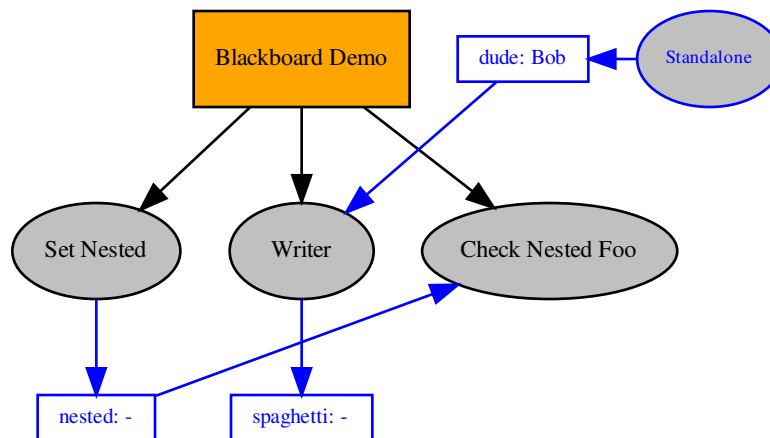 Blackboard Demo
dude: Bob
Standalone
Set Nested
Writer
Check Nested Foo
nested: -
spaghetti: -